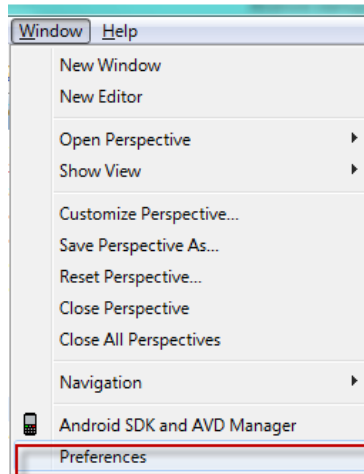 Window Help
New Window
New Editor
Open Perspective
Show View
Customize Perspective...
Save Perspective As...
Reset Perspective...
Close Perspective
Close All Perspectives
Navigation
Android SDK and AVD Manager
Preferences